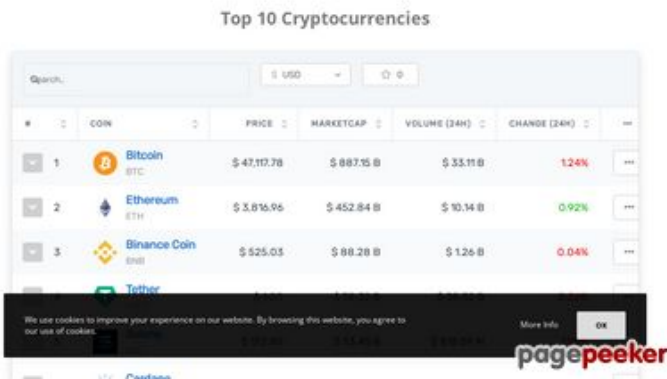 Top 10 Cryptocurrencies
USD 0
# COIN PRICE MARKETCAP VOLUME (24H) CHANGE (24H)
1 Bitcoin BTC $ 47,117.78 $ 887.15 B $ 33.11 B 1.24%
2 Ethereum ETH $ 3,816.96 $ 452.84 B $ 10.14 B 0.92%
3 Binance Coin BNB $ 525.03 $ 88.28 B $ 1.26 B 0.04%
Tether
We use cookies to improve your experience on our website. By browsing this website, you agree to
our use of cookies.
More Info OK
Cardano
pagepeeker